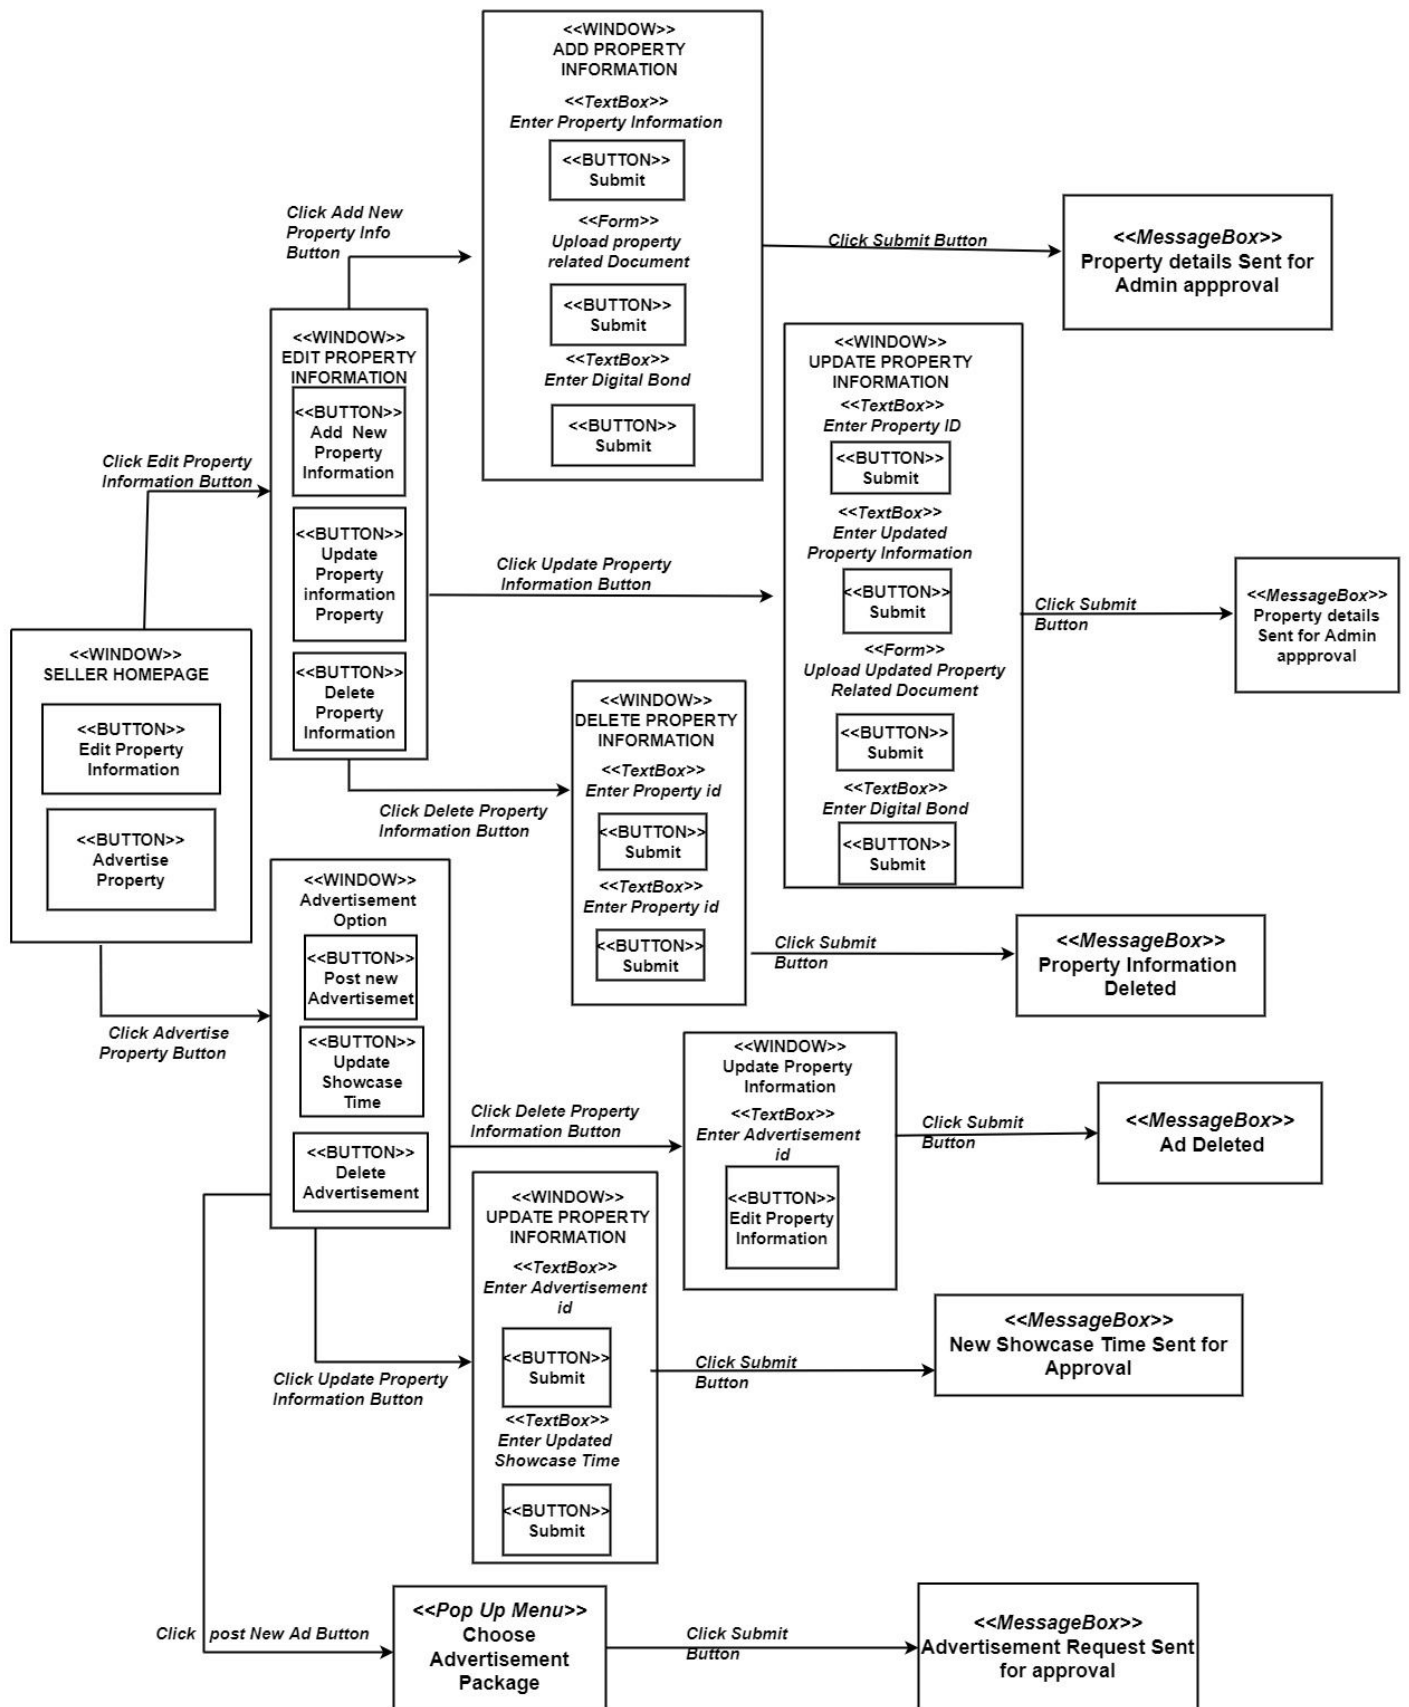 <<WINDOW>>
ADD PROPERTY
INFORMATION
<<TextBox>>
Enter Property Information
<<BUTTON>>
Submit
<<Form>>
Upload property
related Document
<<BUTTON>>
Submit
<<TextBox>>
Enter Digital Bond
<<BUTTON>>
Submit
Click Add New
Property Info
Button
Click Submit Button
<<MessageBox>>
Property details Sent for
Admin appproval
<<WINDOW>>
EDIT PROPERTY
INFORMATION
<<BUTTON>>
Add New
Property
Information
<<BUTTON>>
Update
Property
information
Property
<<BUTTON>>
Delete
Property
Information
Click Edit Property
Information Button
Click Update Property
Information Button
<<WINDOW>>
UPDATE PROPERTY
INFORMATION
<<TextBox>>
Enter Property ID
<<BUTTON>>
Submit
<<TextBox>>
Enter Updated
Property Information
<<BUTTON>>
Submit
<<Form>>
Upload Updated Property
Related Document
<<BUTTON>>
Submit
<<TextBox>>
Enter Digital Bond
<<BUTTON>>
Submit
Click Submit
Button
<<MessageBox>>
Property details
Sent for Admin
appproval
<<WINDOW>>
SELLER HOMEPAGE
<<BUTTON>>
Edit Property
Information
<<BUTTON>>
Advertise
Property
Click Delete Property
Information Button
<<WINDOW>>
DELETE PROPERTY
INFORMATION
<<TextBox>>
Enter Property id
<<BUTTON>>
Submit
<<TextBox>>
Enter Property id
<<BUTTON>>
Submit
Click Submit
Button
<<MessageBox>>
Property Information
Deleted
Click Advertise
Property Button
<<WINDOW>>
Advertisement
Option
<<BUTTON>>
Post new
Advertisemet
<<BUTTON>>
Update
Showcase
Time
<<BUTTON>>
Delete
Advertisement
Click Delete Property
Information Button
<<WINDOW>>
Update Property
Information
<<TextBox>>
Enter Advertisement
id
<<BUTTON>>
Edit Property
Information
Click Submit
Button
<<MessageBox>>
Ad Deleted
Click Update Property
Information Button
<<WINDOW>>
UPDATE PROPERTY
INFORMATION
<<TextBox>>
Enter Advertisement
id
<<BUTTON>>
Submit
<<TextBox>>
Enter Updated
Showcase Time
<<BUTTON>>
Submit
Click Submit
Button
<<MessageBox>>
New Showcase Time Sent for
Approval
Click post New Ad Button
<<Pop Up Menu>>
Choose
Advertisement
Package
Click Submit
Button
<<MessageBox>>
Advertisement Request Sent
for approval